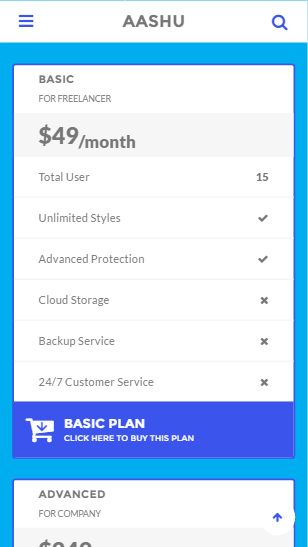 AASHU
BASIC
FOR FREELANCER
$49/month
Total User 15
Unlimited Styles
Advanced Protection
Cloud Storage
Backup Service
24/7 Customer Service
BASIC PLAN
CLICK HERE TO BUY THIS PLAN
ADVANCED
FOR COMPANY